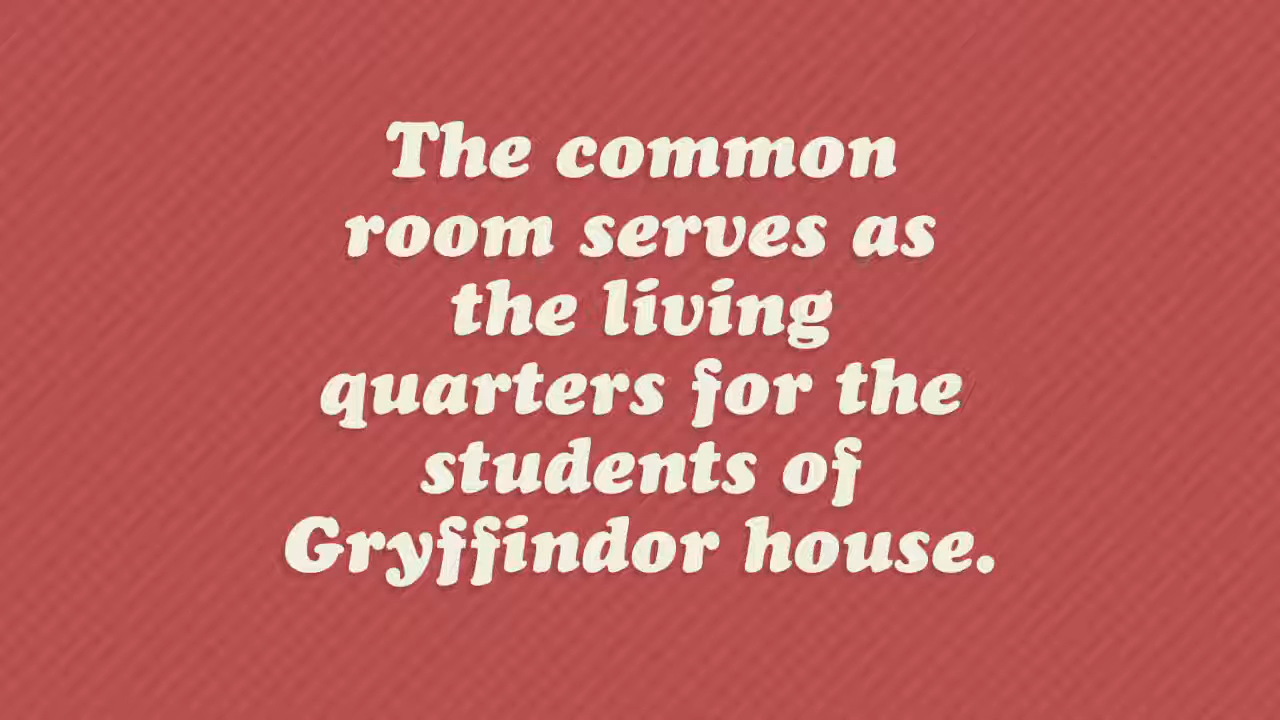 The common
room serves as
the living
quarters for the
students of
Gryffindor house.